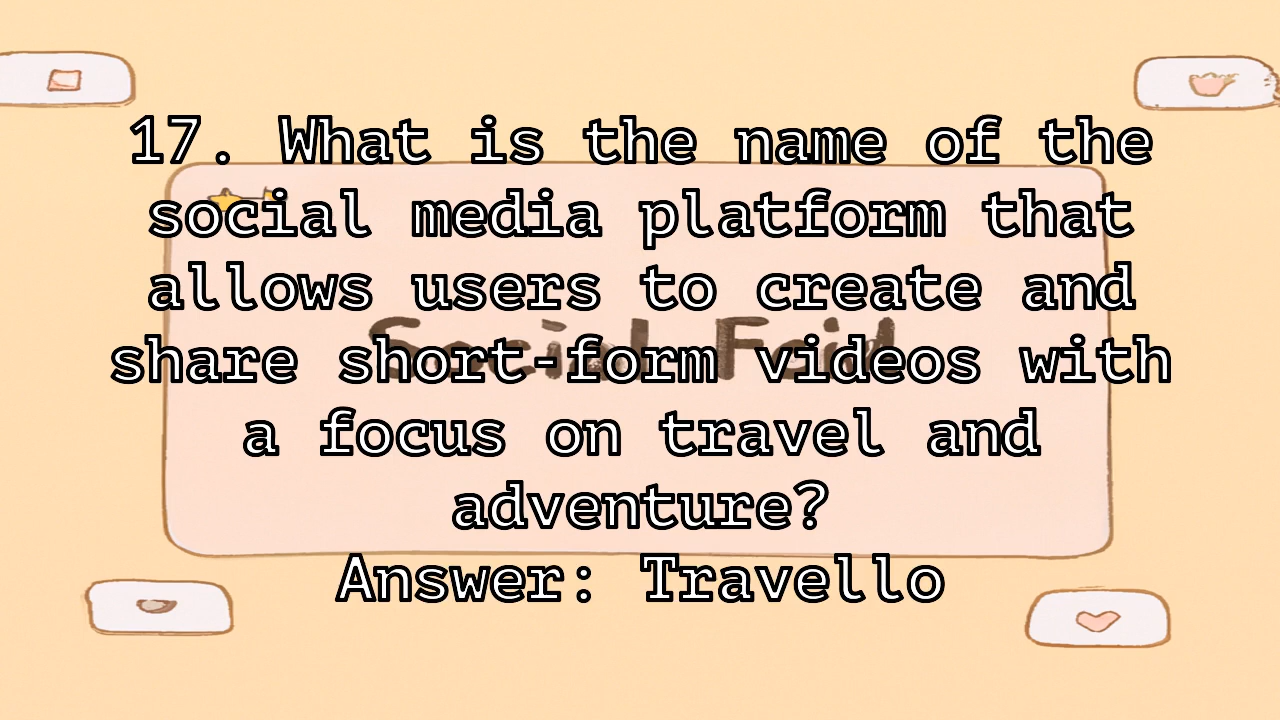 17. What is the name of the
social media platform that
allows users to create and
share short-form videos with
a focus on travel and
adventure?
Answer: Travello